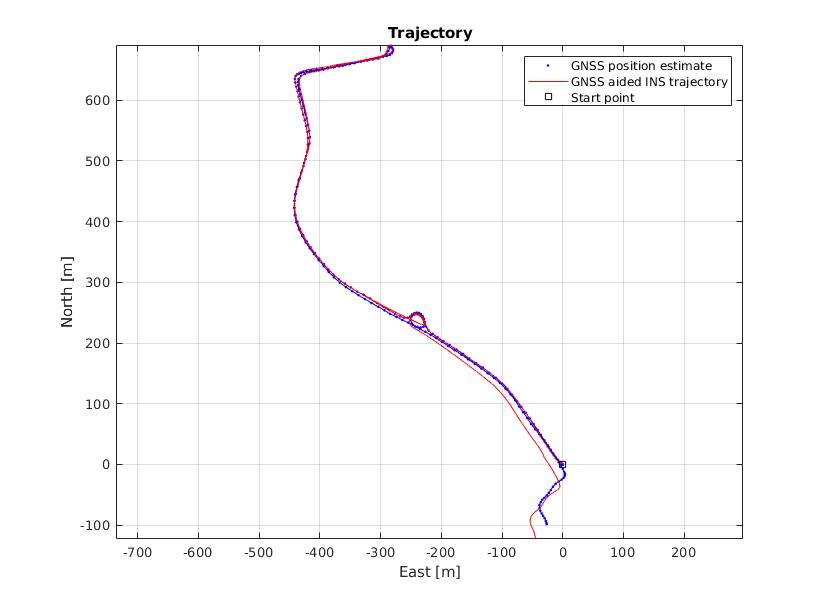 Trajectory
GNSS position estimate
GNSS aided INS trajectory
Start point
600
500
400
300
200
100
0
-100
North [m]
-700 -600 -500 -400 -300 -200 -100 0 100 200
East [m]